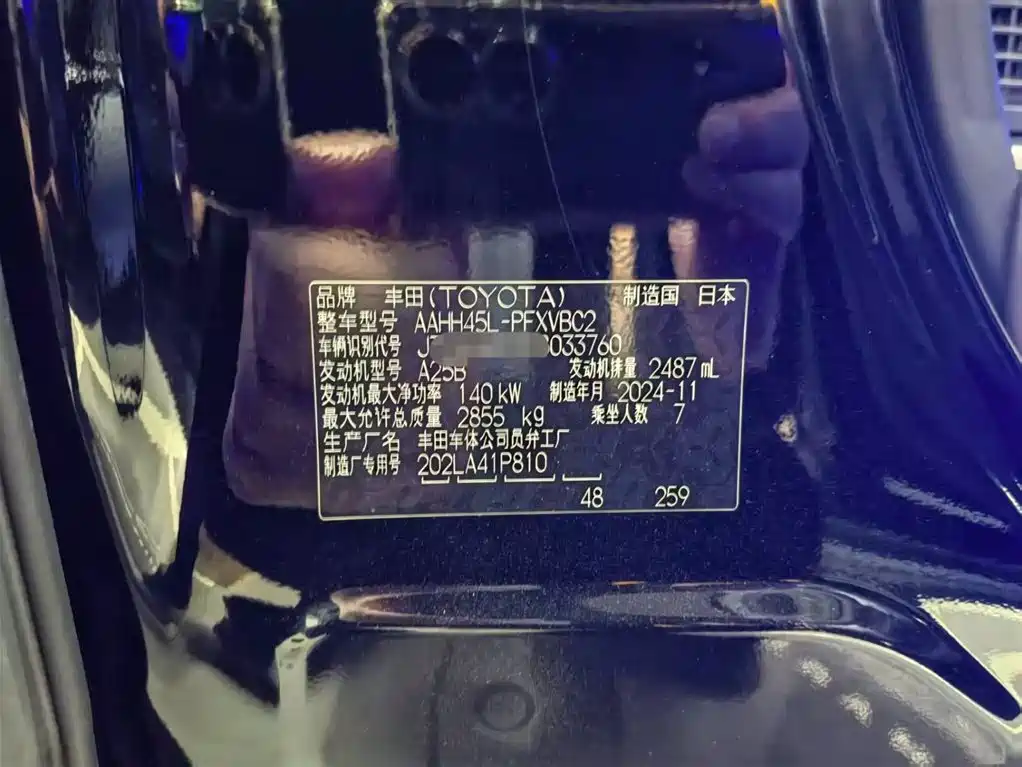 品牌 丰田(TOYOTA) 制造国 日本
整车型号 AAHH45L-PFXVBC2
车辆识别代号 J 033760
发动机型号 A25B 发动机排量 2487 mL
发动机最大净功率 140 kW 制造年月 2024-11
最大允许总质量 2855 kg 乘坐人数 7
生产厂名 丰田车体公司员弁工厂
制造厂专用号 202LA41P810
48 259